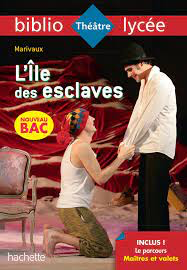 biblio Théâtre lycée
Marivaux
L'Île
des esclaves
NOUVEAU
BAC
hachette
INCLUS !
Le parcours
Maîtres et valets